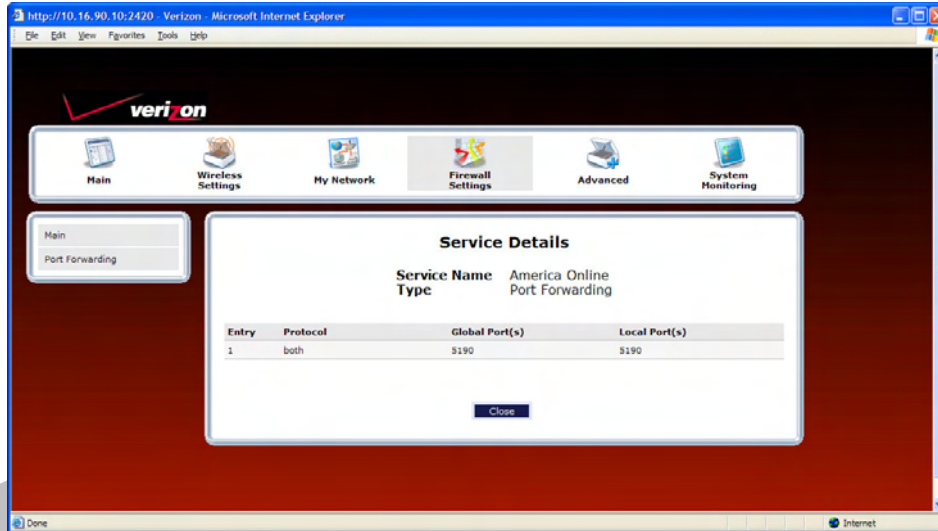 http://10.16.90.10:2420 - Verizon - Microsoft Internet Explorer
File Edit View Favorites Tools Help
verizon
Main
Wireless
Settings
My Network
Firewall
Settings
Advanced
System
Monitoring
Main
Port Forwarding
Service Details
Service Name America Online
Type Port Forwarding
Entry Protocol Global Port(s) Local Port(s)
1 both 5190 5190
Close
Done Internet